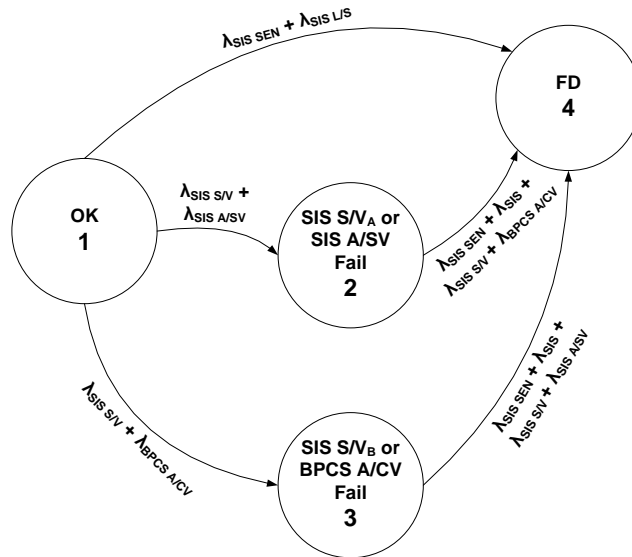 λSIS SEN + λSIS L/S
FD
4
OK
1
λSIS S/V +
λSIS A/SV
SIS S/VA or
SIS A/SV
Fail
2
λSIS SEN + λSIS +
λSIS S/V + λBPCS A/CV
λSIS S/V + λBPCS A/CV
SIS S/VB or
BPCS A/CV
Fail
3
λSIS SEN + λSIS +
λSIS S/V + λSIS A/SV